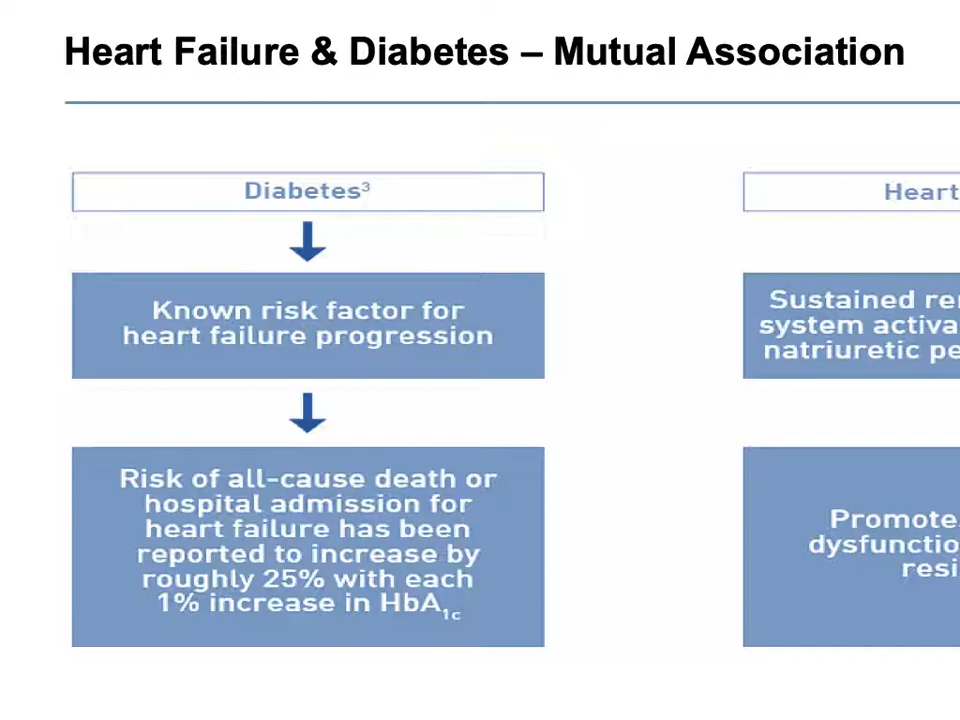 Heart Failure & Diabetes – Mutual Association
Diabetes³
Known risk factor for
heart failure progression
Risk of all-cause death or
hospital admission for
heart failure has been
reported to increase by
roughly 25% with each
1% increase in HbA1c
Heart
Sustained
system
natriuretic